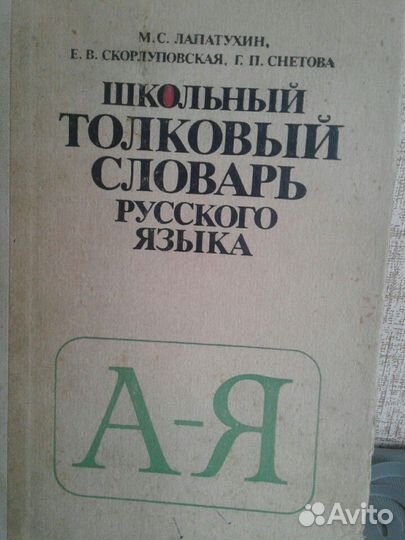 М.С. ЛАПАТУХИН,
Е. В. СКОРЛУПОВСКАЯ, Г. П. СНЕТОВА
ШКОЛЬНЫЙ
ТОЛКОВЫЙ
СЛОВАРЬ
РУССКОГО
ЯЗЫКА
А-Я
Avito